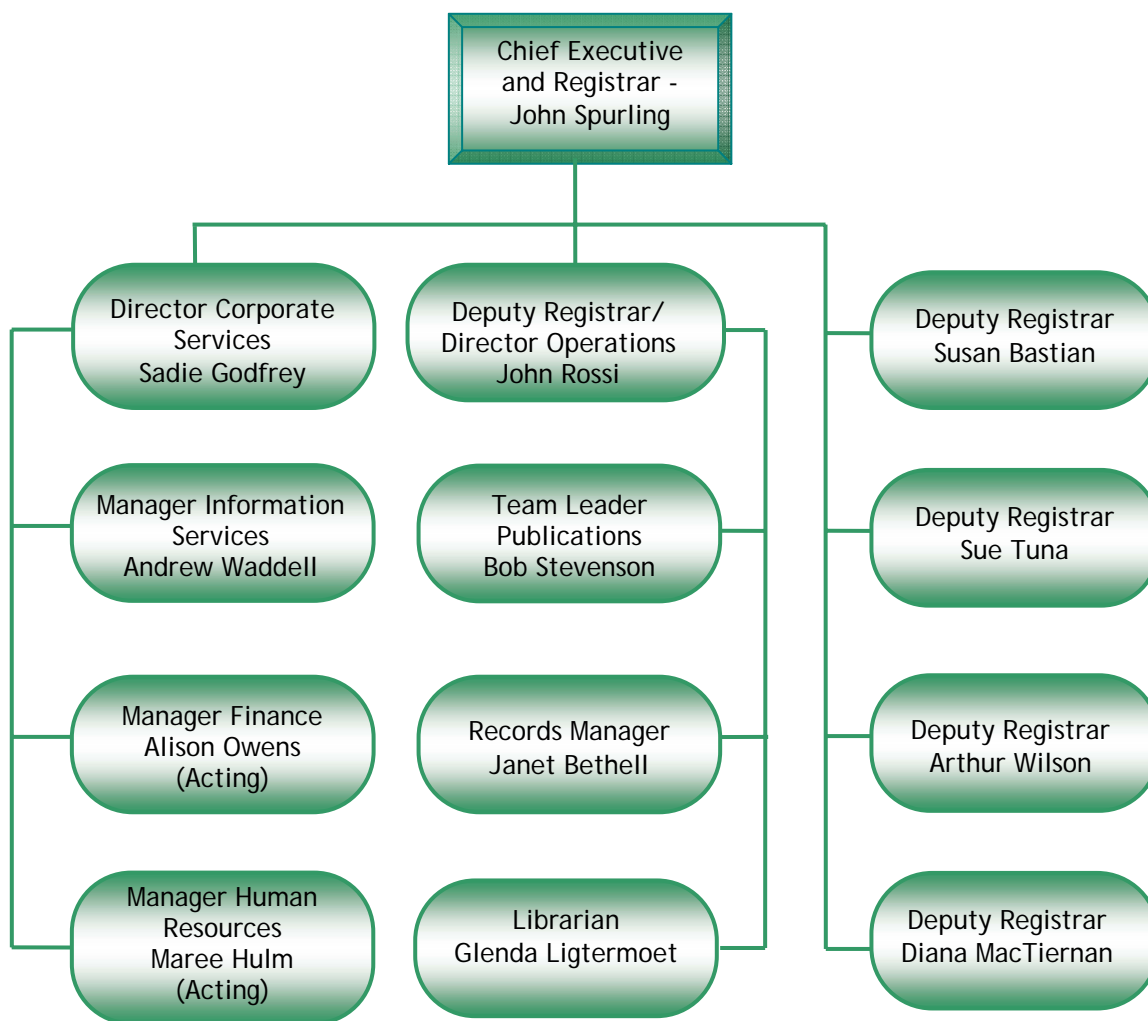 Chief Executive
and Registrar -
John Spurling
Director Corporate
Services
Sadie Godfrey
Deputy Registrar/
Director Operations
John Rossi
Deputy Registrar
Susan Bastian
Manager Information
Services
Andrew Waddell
Team Leader
Publications
Bob Stevenson
Deputy Registrar
Sue Tuna
Manager Finance
Alison Owens
(Acting)
Records Manager
Janet Bethell
Deputy Registrar
Arthur Wilson
Manager Human
Resources
Maree Hulm
(Acting)
Librarian
Glenda Ligtermoet
Deputy Registrar
Diana MacTiernan